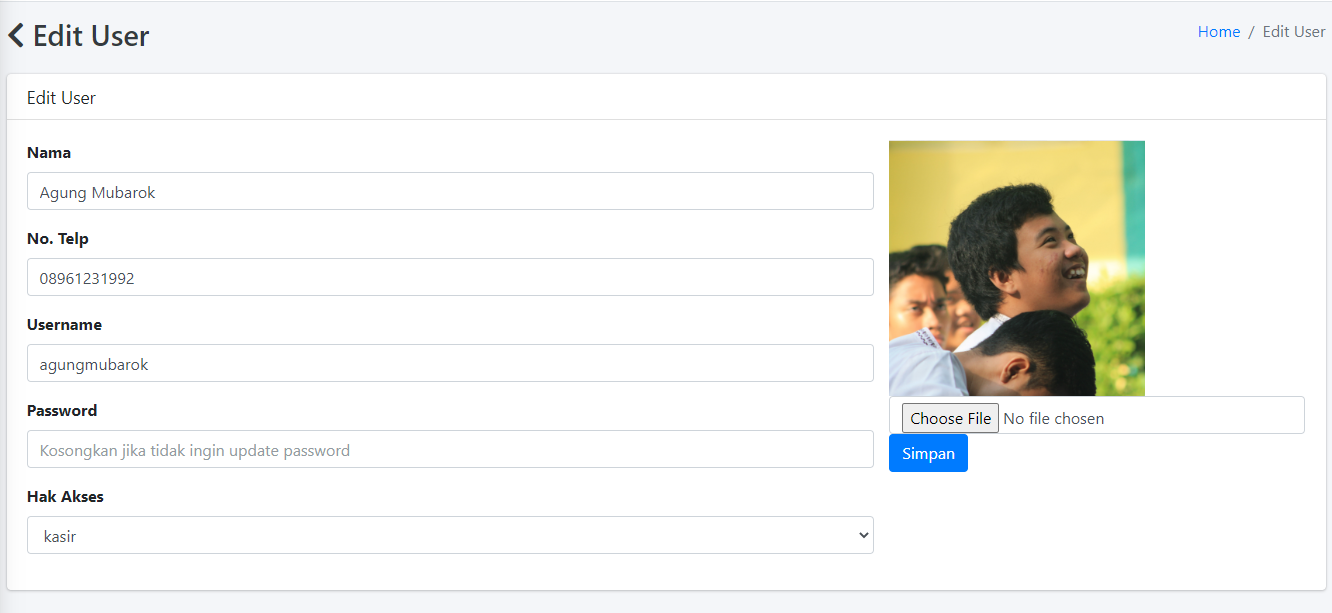 Edit User
Home / Edit User
Edit User
Nama
Agung Mubarok
No. Telp
08961231992
Username
agungmubarok
Password
Kosongkan jika tidak ingin update password
Hak Akses
kasir
Choose File No file chosen
Simpan